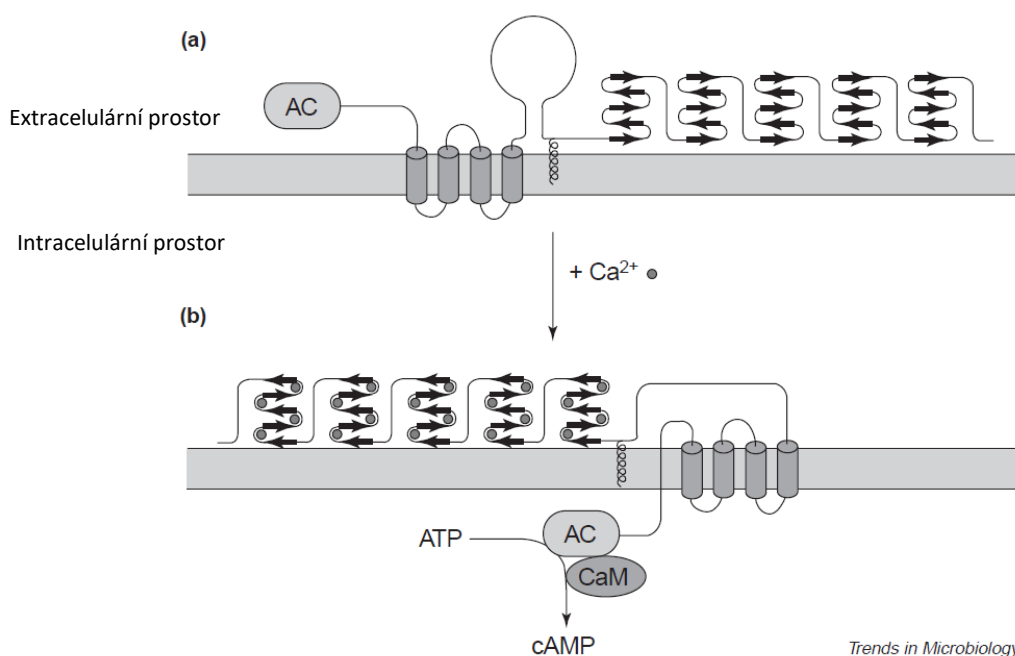 (a)
AC
Extracelulární prostor
Intracelulární prostor
+ Ca²⁺
(b)
ATP
AC
CaM
cAMP
Trends in Microbiology